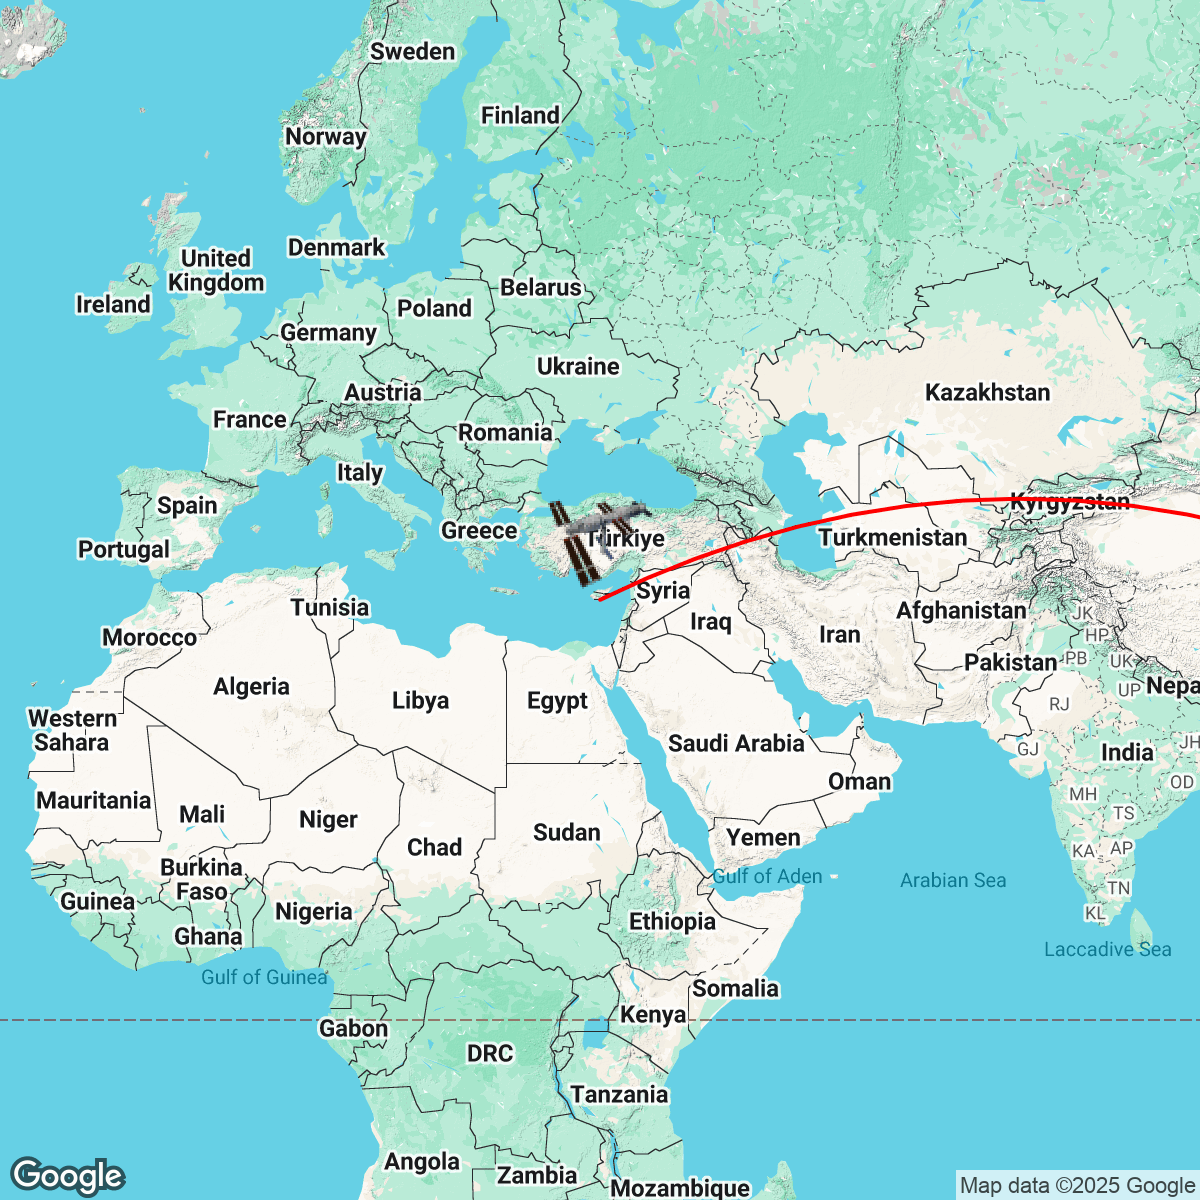 Sweden
Finland
Norway
Denmark
United
Kingdom
Ireland
Belarus
Poland
Germany
Ukraine
Austria
Kazakhstan
France
Romania
Italy
Spain
Kyrgyzstan
Greece
Türkiye
Turkmenistan
Portugal
Syria
Tunisia
Afghanistan
JK
Iraq
Iran
HP
Morocco
Pakistan
PB
UK
Algeria
Libya
Egypt
UP
Nepa
RJ
Western
Sahara
Saudi Arabia
GJ
India
JH
Oman
OD
Mauritania
MH
Mali
Niger
TS
Sudan
Yemen
Chad
KA
AP
Burkina
Faso
Gulf of Aden
Arabian Sea
TN
Guinea
Nigeria
KL
Ethiopia
Ghana
Laccadive Sea
Gulf of Guinea
Somalia
Kenya
Gabon
DRC
Tanzania
Angola
Zambia
Mozambique
Google
Map data ©2025 Google